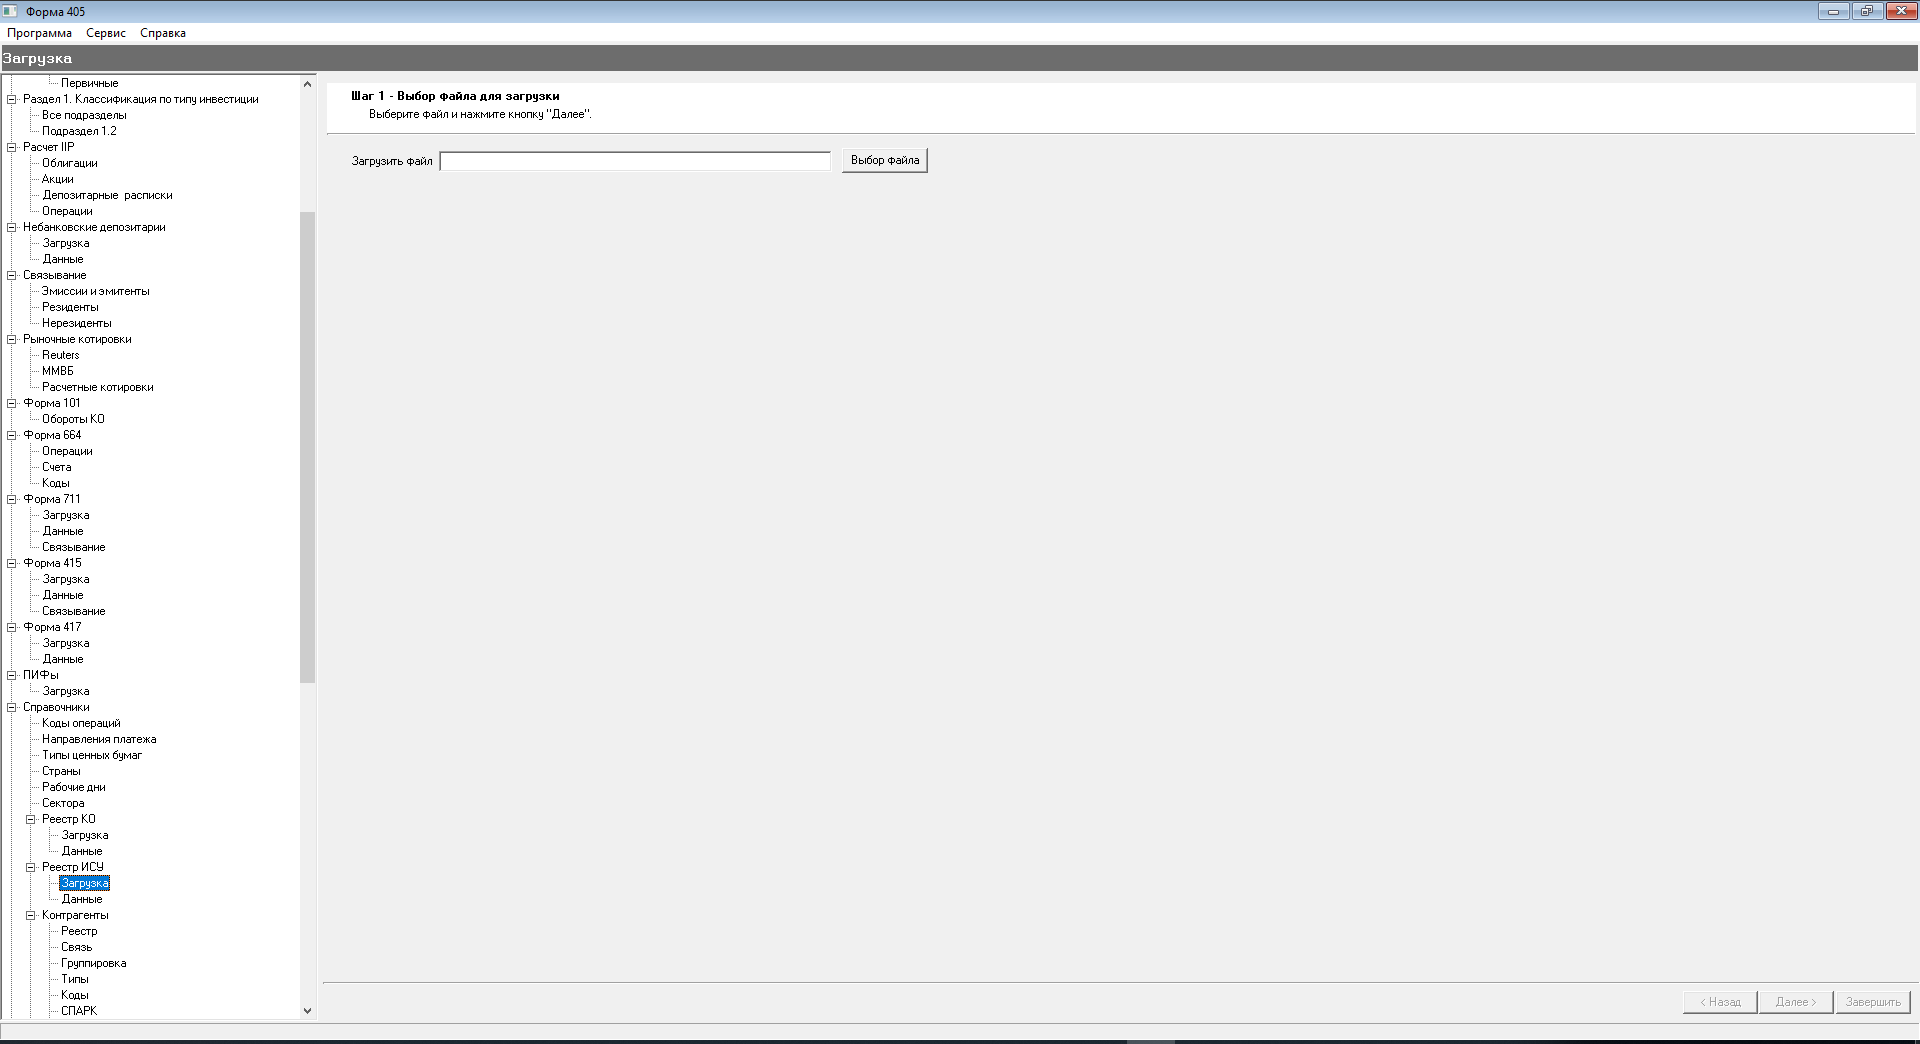 Форма 405
Программа Сервис Справка
Загрузка
Первичные
Раздел 1. Классификация по типу инвестиции
Все подразделы
Подраздел 1.2
Расчет IIP
Облигации
Акции
Депозитарные расписки
Операции
Небанковские депозитарии
Загрузка
Данные
Связывание
Эмиссии и эмитенты
Резиденты
Нерезиденты
Рыночные котировки
Reuters
ММВБ
Расчетные котировки
Форма 101
Обороты КО
Форма 664
Операции
Счета
Коды
Форма 711
Загрузка
Данные
Связывание
Форма 415
Загрузка
Данные
Связывание
Форма 417
Загрузка
Данные
ПИФы
Загрузка
Справочники
Коды операций
Направления платежа
Типы ценных бумаг
Страны
Рабочие дни
Сектора
Реестр КО
Загрузка
Данные
Реестр ИСУ
Загрузка
Данные
Контрагенты
Реестр
Связь
Группировка
Типы
Коды
СПАРК
Шаг 1 - Выбор файла для загрузки
Выберите файл и нажмите кнопку "Далее".
Загрузить файл Выбор файла
< Назад Далее > Завершить